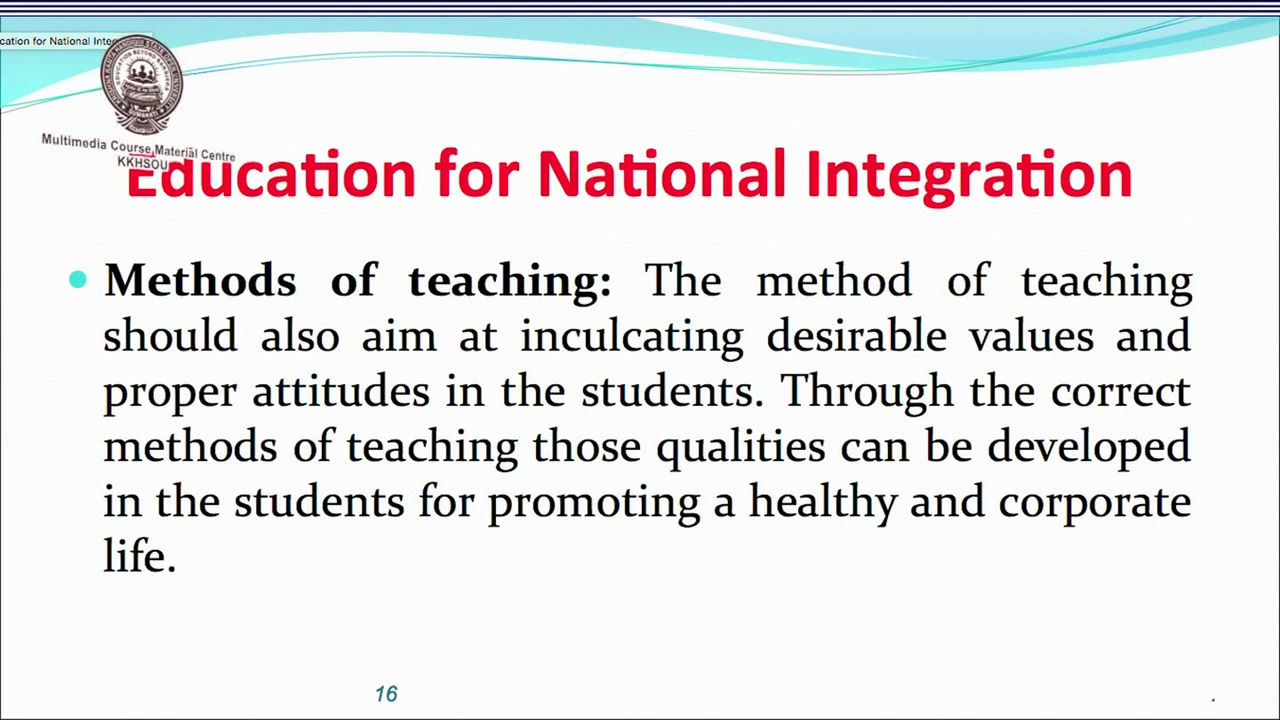 cation for National Inte
Multimedia Course Material Centre
KKHSOU
Education for National Integration
Methods of teaching: The method of teaching
should also aim at inculcating desirable values and
proper attitudes in the students. Through the correct
methods of teaching those qualities can be developed
in the students for promoting a healthy and corporate
life.
16
.